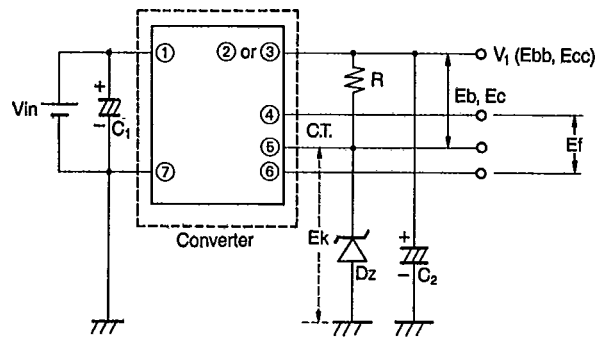 ① ② or ③ V₁ (Ebb, Ecc)
+ R Eb, Ec
Vin C₁ ④
− C.T. Ef
⑤
⑦ ⑥
Converter Ek
Dz + C₂
−